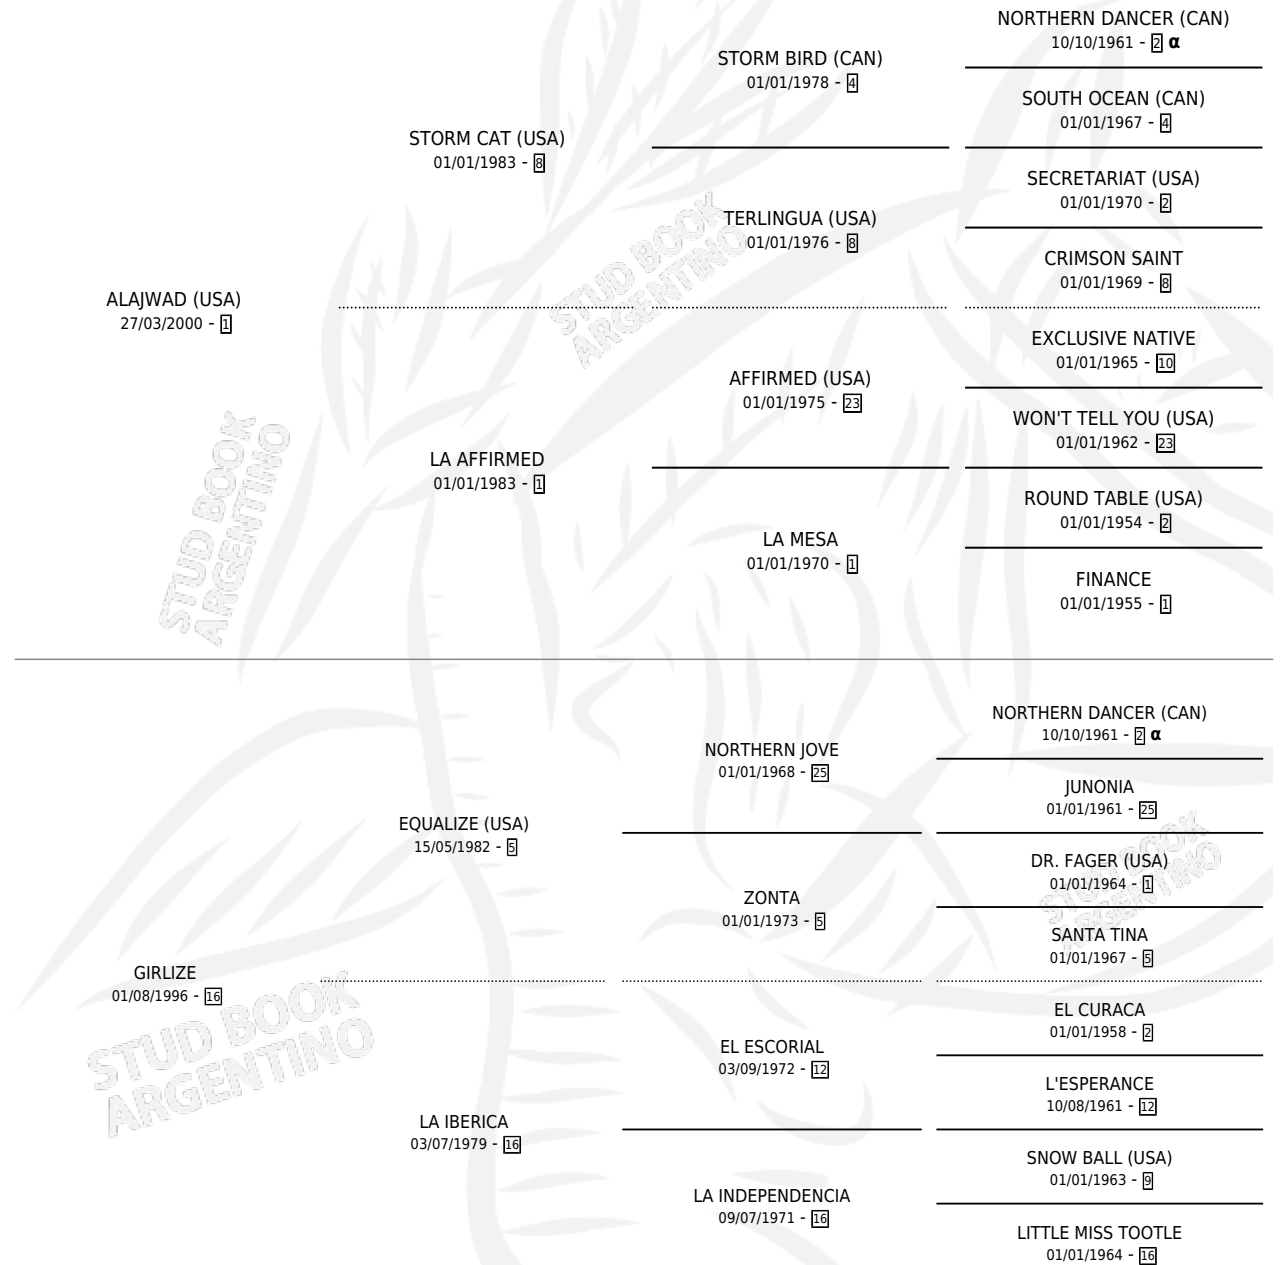 NORTHERN DANCER (CAN)
10/10/1961 - 2 α
STORM BIRD (CAN)
01/01/1978 - 4
SOUTH OCEAN (CAN)
01/01/1967 - 4
STORM CAT (USA)
01/01/1983 - 8
SECRETARIAT (USA)
01/01/1970 - 2
TERLINGUA (USA)
01/01/1976 - 8
CRIMSON SAINT
01/01/1969 - 8
ALAJWAD (USA)
27/03/2000 - 1
EXCLUSIVE NATIVE
01/01/1965 - 10
AFFIRMED (USA)
01/01/1975 - 23
WON'T TELL YOU (USA)
01/01/1962 - 23
LA AFFIRMED
01/01/1983 - 1
ROUND TABLE (USA)
01/01/1954 - 2
LA MESA
01/01/1970 - 1
FINANCE
01/01/1955 - 1
NORTHERN DANCER (CAN)
10/10/1961 - 2 α
NORTHERN JOVE
01/01/1968 - 25
JUNONIA
01/01/1961 - 25
EQUALIZE (USA)
15/05/1982 - 5
DR. FAGER (USA)
01/01/1964 - 1
ZONTA
01/01/1973 - 5
SANTA TINA
01/01/1967 - 5
GIRLIZE
01/08/1996 - 16
EL CURACA
01/01/1958 - 2
EL ESCORIAL
03/09/1972 - 12
L'ESPERANCE
10/08/1961 - 12
LA IBERICA
03/07/1979 - 16
SNOW BALL (USA)
01/01/1963 - 9
LA INDEPENDENCIA
09/07/1971 - 16
LITTLE MISS TOOTLE
01/01/1964 - 16
STUD BOOK
ARGENTINO
STUD BOOK
ARGENTINO
STUD BOOK
ARGENTINO
STUD BOOK
ARGENTINO